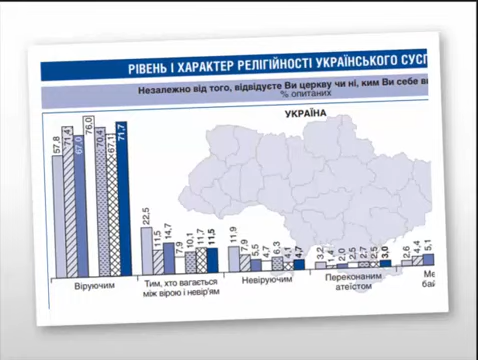 РІВЕНЬ І ХАРАКТЕР РЕЛІГІЙНОСТІ УКРАЇНСЬКОГО СУСП
Незалежно від того, відвідуєте Ви церкву чи ні, ким Ви себе в
% опитаних
УКРАЇНА
57,8 71,4 67,0 76,0 70,4 67,1 71,7
22,5 11,5 14,7 7,9 10,1 11,7 11,5
11,9 7,9 5,5 4,7 6,3 4,1 4,7
3,2 1,4 2,0 2,5 2,7 2,5 3,0
2,6 4,4 5,1
Віруючим
Тим, хто вагається
між вірою і невір'ям
Невіруючим
Переконаним
атеїстом
Ме
бай